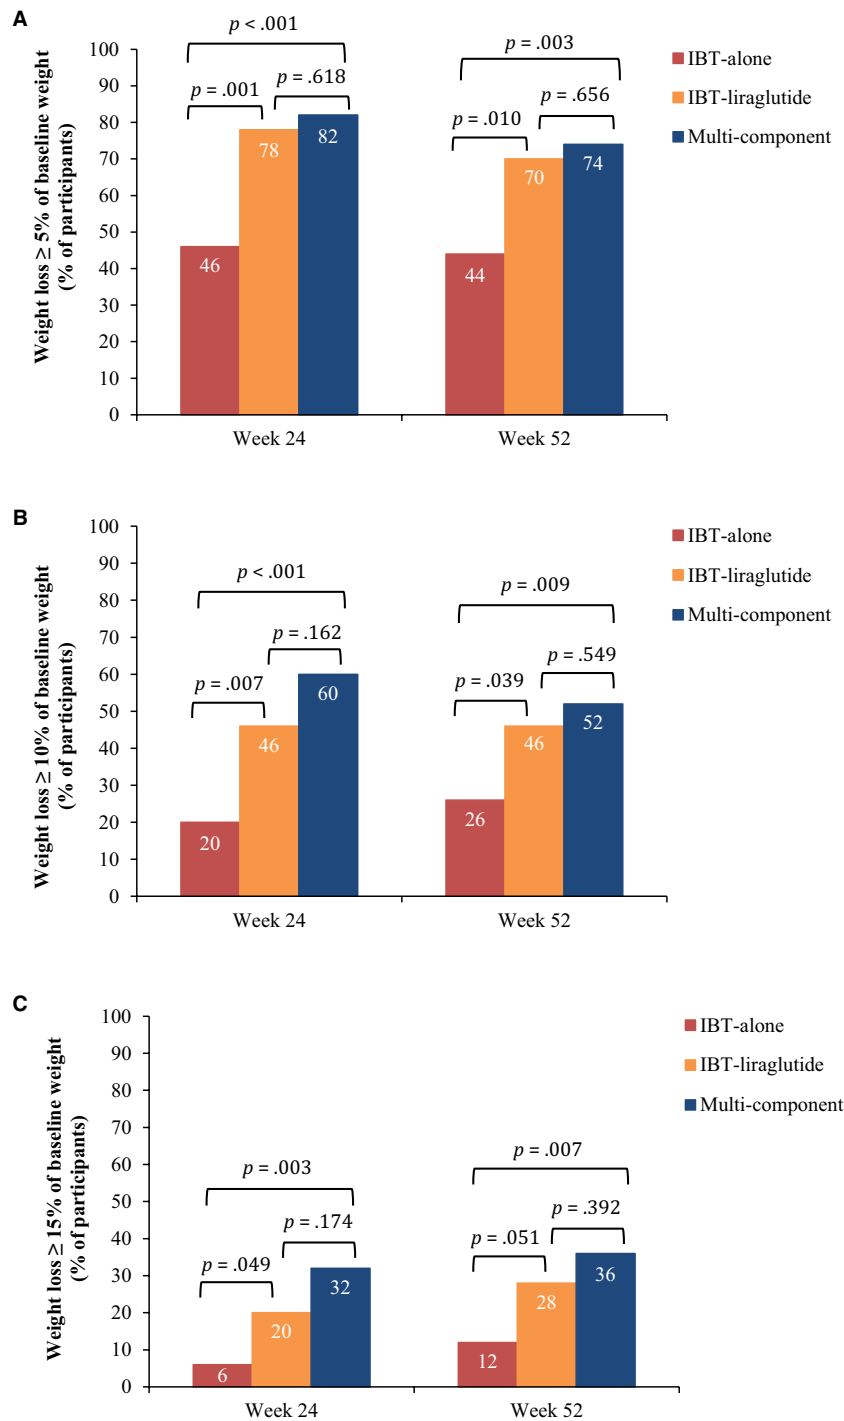 A
p < .001
p = .001
p = .618
p = .003
p = .010
p = .656
IBT-alone
IBT-liraglutide
Multi-component
Weight loss ≥ 5% of baseline weight
(% of participants)
100
90
80
70
60
50
40
30
20
10
0
46
78
82
44
70
74
Week 24
Week 52
B
p < .001
p = .007
p = .162
p = .009
p = .039
p = .549
IBT-alone
IBT-liraglutide
Multi-component
Weight loss ≥ 10% of baseline weight
(% of participants)
100
90
80
70
60
50
40
30
20
10
0
20
46
60
26
46
52
Week 24
Week 52
C
p = .003
p = .049
p = .174
p = .007
p = .051
p = .392
IBT-alone
IBT-liraglutide
Multi-component
Weight loss ≥ 15% of baseline weight
(% of participants)
100
90
80
70
60
50
40
30
20
10
0
6
20
32
12
28
36
Week 24
Week 52